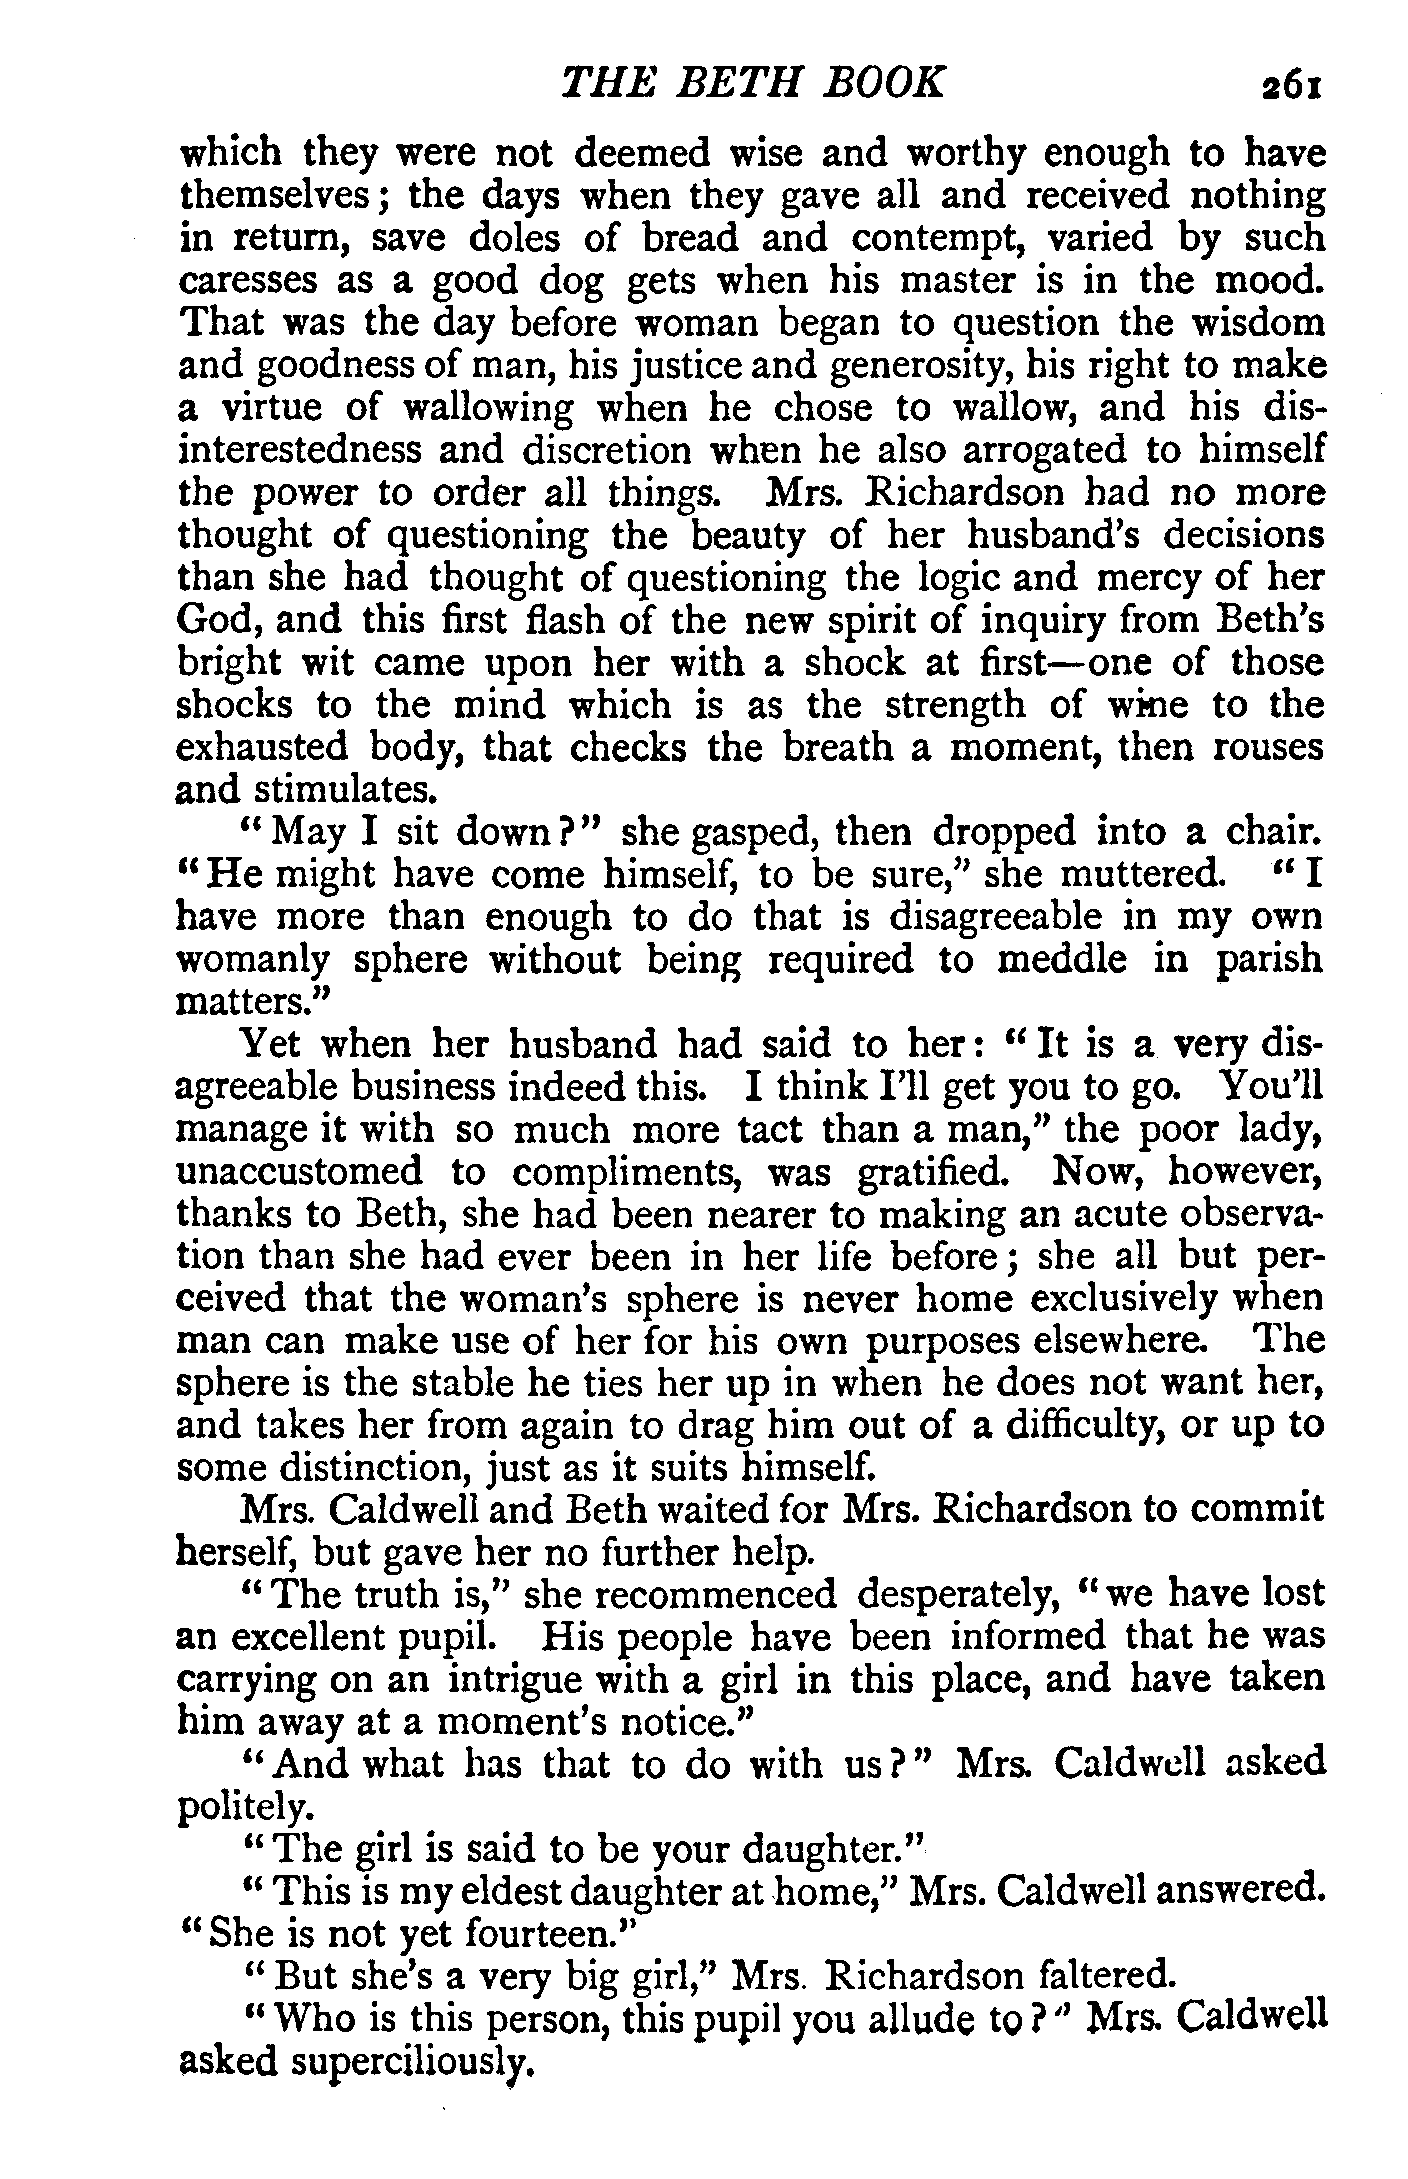 THE BETH BOOK 261
which they were not deemed wise and worthy enough to have
themselves; the days when they gave all and received nothing
in return, save doles of bread and contempt, varied by such
caresses as a good dog gets when his master is in the mood.
That was the day before woman began to question the wisdom
and goodness of man, his justice and generosity, his right to make
a virtue of wallowing when he chose to wallow, and his dis-
interestedness and discretion when he also arrogated to himself
the power to order all things. Mrs. Richardson had no more
thought of questioning the beauty of her husband's decisions
than she had thought of questioning the logic and mercy of her
God, and this first flash of the new spirit of inquiry from Beth's
bright wit came upon her with a shock at first—one of those
shocks to the mind which is as the strength of wine to the
exhausted body, that checks the breath a moment, then rouses
and stimulates.
"May I sit down?" she gasped, then dropped into a chair.
"He might have come himself, to be sure," she muttered. "I
have more than enough to do that is disagreeable in my own
womanly sphere without being required to meddle in parish
matters."
Yet when her husband had said to her: "It is a very dis-
agreeable business indeed this. I think I'll get you to go. You'll
manage it with so much more tact than a man," the poor lady,
unaccustomed to compliments, was gratified. Now, however,
thanks to Beth, she had been nearer to making an acute observa-
tion than she had ever been in her life before; she all but per-
ceived that the woman's sphere is never home exclusively when
man can make use of her for his own purposes elsewhere. The
sphere is the stable he ties her up in when he does not want her,
and takes her from again to drag him out of a difficulty, or up to
some distinction, just as it suits himself.
Mrs. Caldwell and Beth waited for Mrs. Richardson to commit
herself, but gave her no further help.
"The truth is," she recommenced desperately, "we have lost
an excellent pupil. His people have been informed that he was
carrying on an intrigue with a girl in this place, and have taken
him away at a moment's notice."
"And what has that to do with us?" Mrs. Caldwell asked
politely.
"The girl is said to be your daughter."
"This is my eldest daughter at home," Mrs. Caldwell answered.
"She is not yet fourteen."
"But she's a very big girl," Mrs. Richardson faltered.
"Who is this person, this pupil you allude to?" Mrs. Caldwell
asked superciliously.